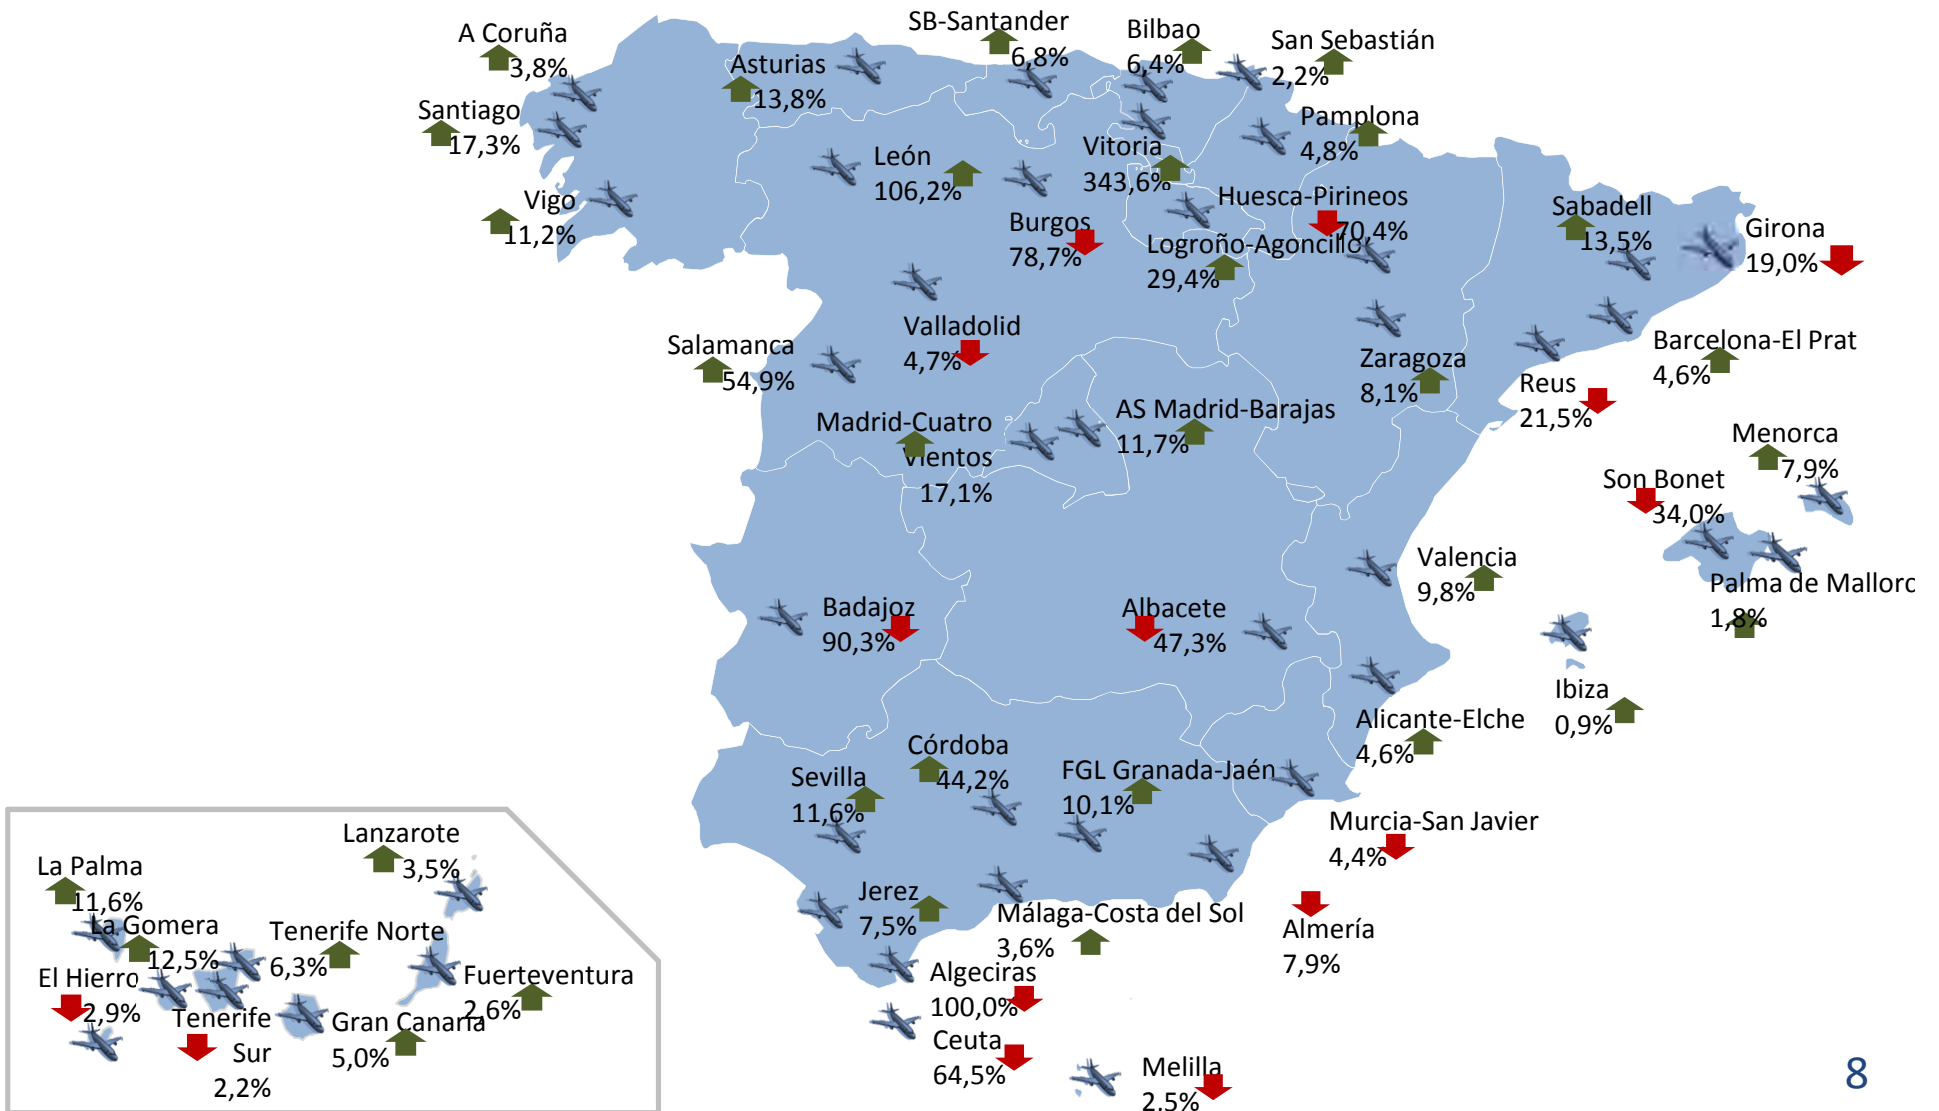 A Coruña
3,8%
SB-Santander
6,8%
Bilbao
6,4%
San Sebastián
2,2%
Asturias
13,8%
Santiago
17,3%
Pamplona
4,8%
León
106,2%
Vitoria
343,6%
Vigo
11,2%
Huesca-Pirineos
70,4%
Burgos
78,7%
Logroño-Agoncillo
29,4%
Sabadell
13,5%
Girona
19,0%
Valladolid
4,7%
Salamanca
54,9%
Zaragoza
8,1%
Barcelona-El Prat
4,6%
Reus
21,5%
Madrid-Cuatro
Vientos
17,1%
AS Madrid-Barajas
11,7%
Menorca
7,9%
Son Bonet
34,0%
Valencia
9,8%
Palma de Mallorc
1,8%
Badajoz
90,3%
Albacete
47,3%
Ibiza
0,9%
Alicante-Elche
4,6%
Córdoba
44,2%
Sevilla
11,6%
FGL Granada-Jaén
10,1%
Murcia-San Javier
4,4%
Jerez
7,5%
Málaga-Costa del Sol
3,6%
Almería
7,9%
Algeciras
100,0%
Ceuta
64,5%
Melilla
2,5%
Lanzarote
3,5%
La Palma
11,6%
La Gomera
12,5%
Tenerife Norte
6,3%
El Hierro
2,9%
Fuerteventura
2,6%
Tenerife
Sur
2,2%
Gran Canaria
5,0%
8